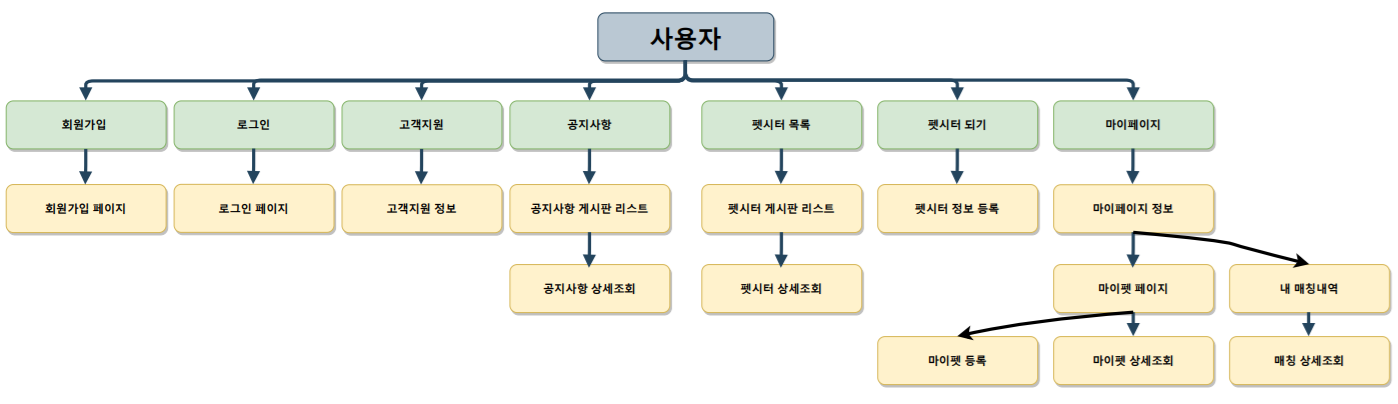 사용자
회원가입
로그인
고객지원
공지사항
펫시터 목록
펫시터 되기
마이페이지
회원가입 페이지
로그인 페이지
고객지원 정보
공지사항 게시판 리스트
펫시터 게시판 리스트
펫시터 정보 등록
마이페이지 정보
공지사항 상세조회
펫시터 상세조회
마이펫 페이지
내 매칭내역
마이펫 등록
마이펫 상세조회
매칭 상세조회